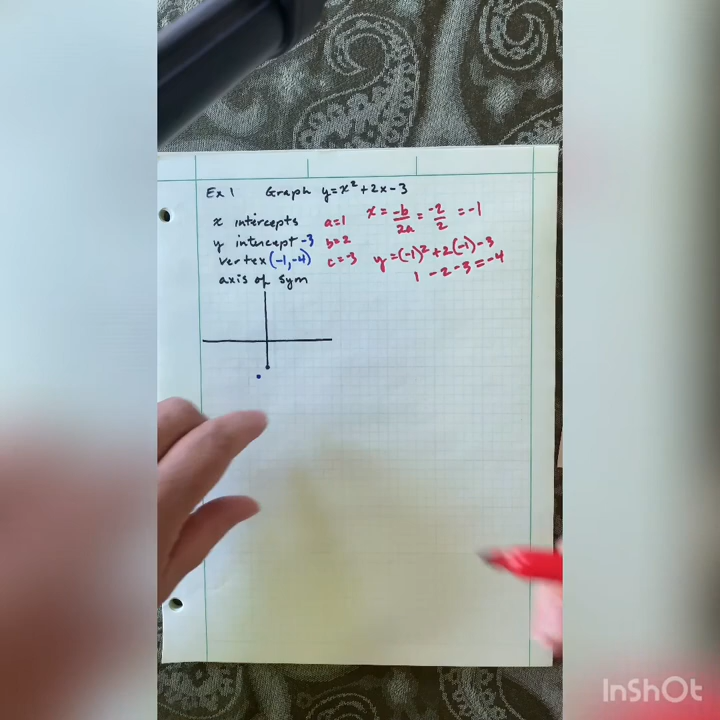 Ex 1 Graph y=x²+2x-3
x intercepts a=1 x = -b/2a = -2/2 = -1
y intercept -3 b=2
vertex (-1,-4) c=-3 y=(-1)²+2(-1)-3
1-2-3=-4
axis of sym
InShOt